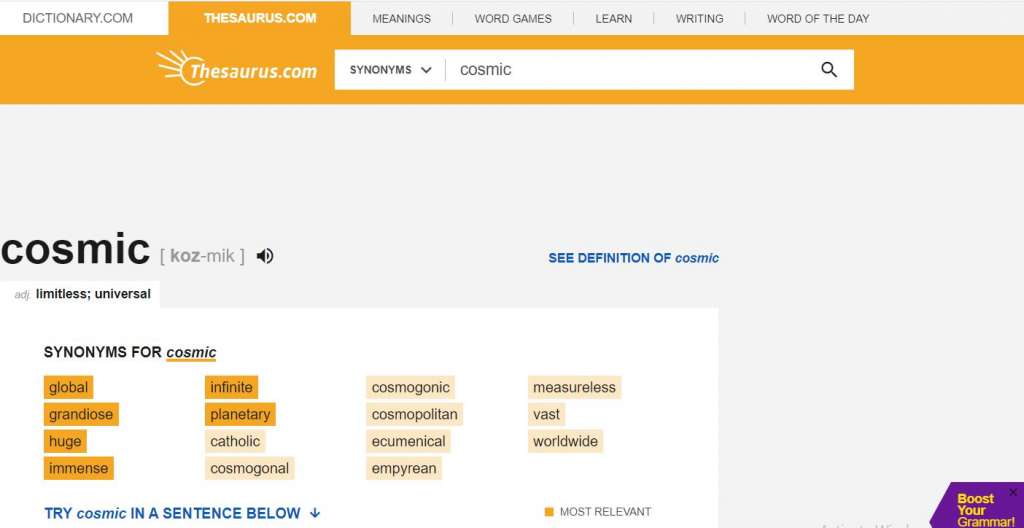 DICTIONARY.COM THESAURUS.COM MEANINGS WORD GAMES LEARN WRITING WORD OF THE DAY
Thesaurus.com SYNONYMS cosmic
cosmic [ koz-mik ]
SEE DEFINITION OF cosmic
adj. limitless; universal
SYNONYMS FOR cosmic
global infinite cosmogonic measureless
grandiose planetary cosmopolitan vast
huge catholic ecumenical worldwide
immense cosmogonal empyrean
TRY cosmic IN A SENTENCE BELOW MOST RELEVANT
Boost
Your
Grammar!